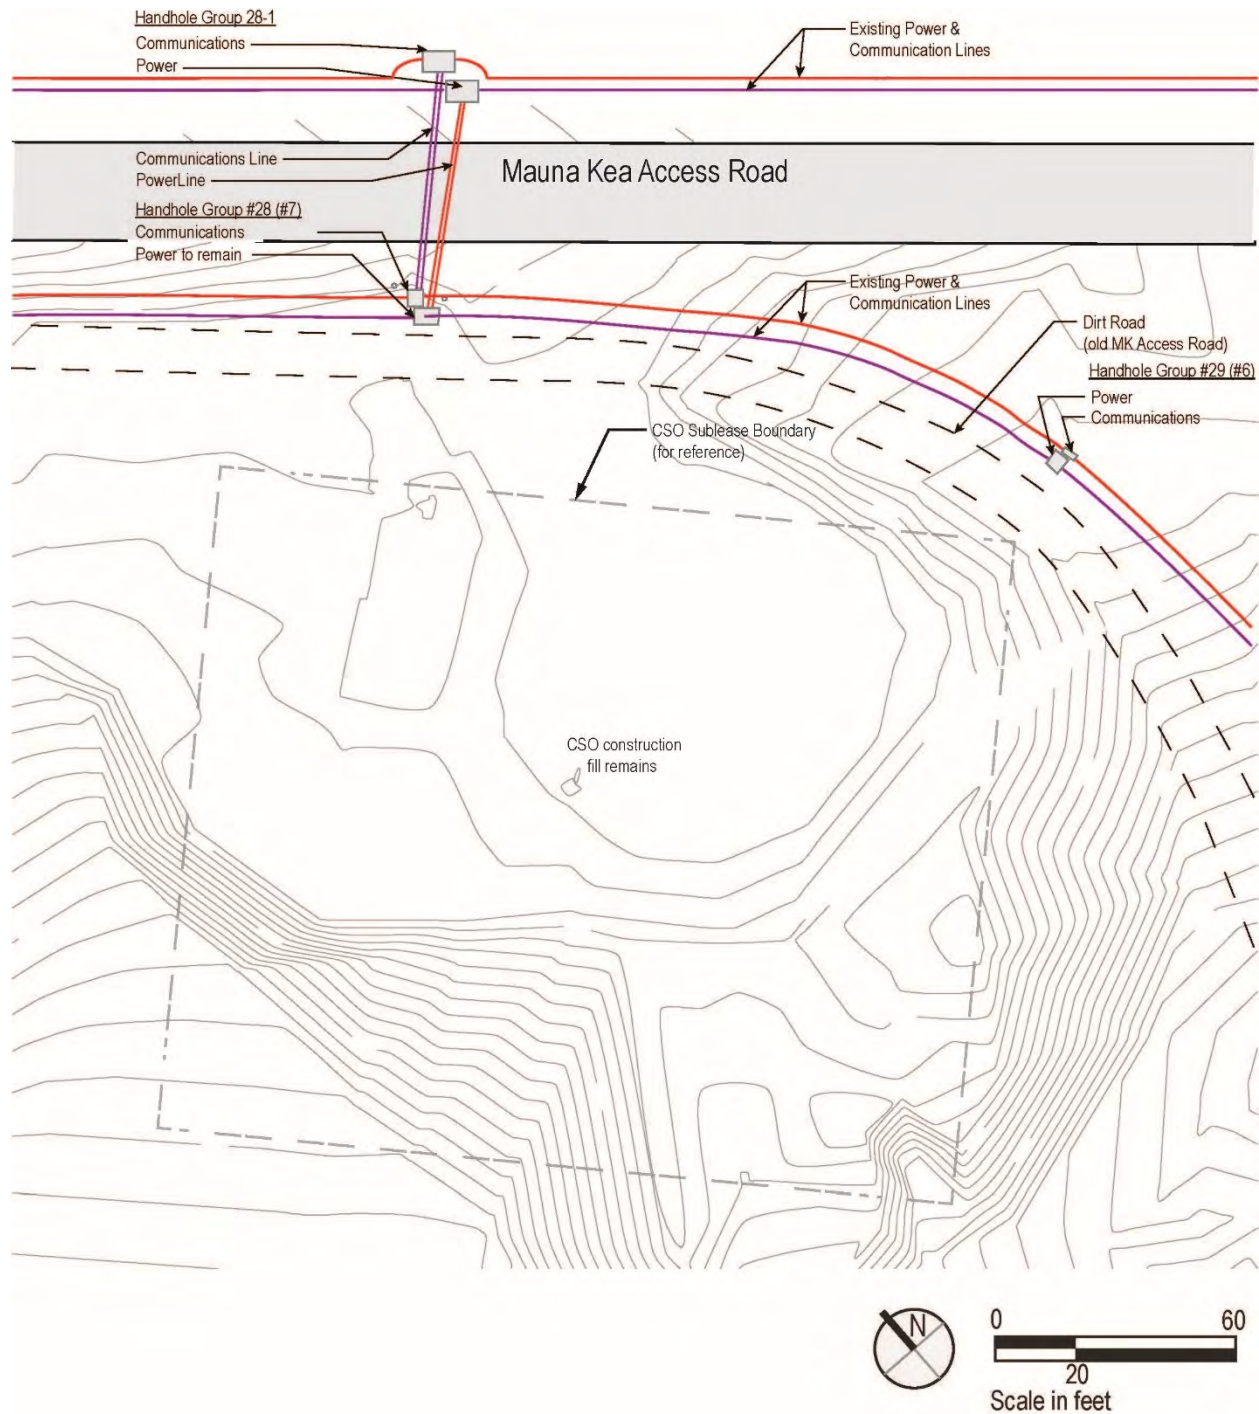 Handhole Group 28-1
Communications
Power
Existing Power &
Communication Lines
Communications Line
PowerLine
Mauna Kea Access Road
Handhole Group #28 (#7)
Communications
Power to remain
Existing Power &
Communication Lines
Dirt Road
(old MK Access Road)
Handhole Group #29 (#6)
Power
Communications
CSO Sublease Boundary
(for reference)
CSO construction
fill remains
N
0
60
20
Scale in feet